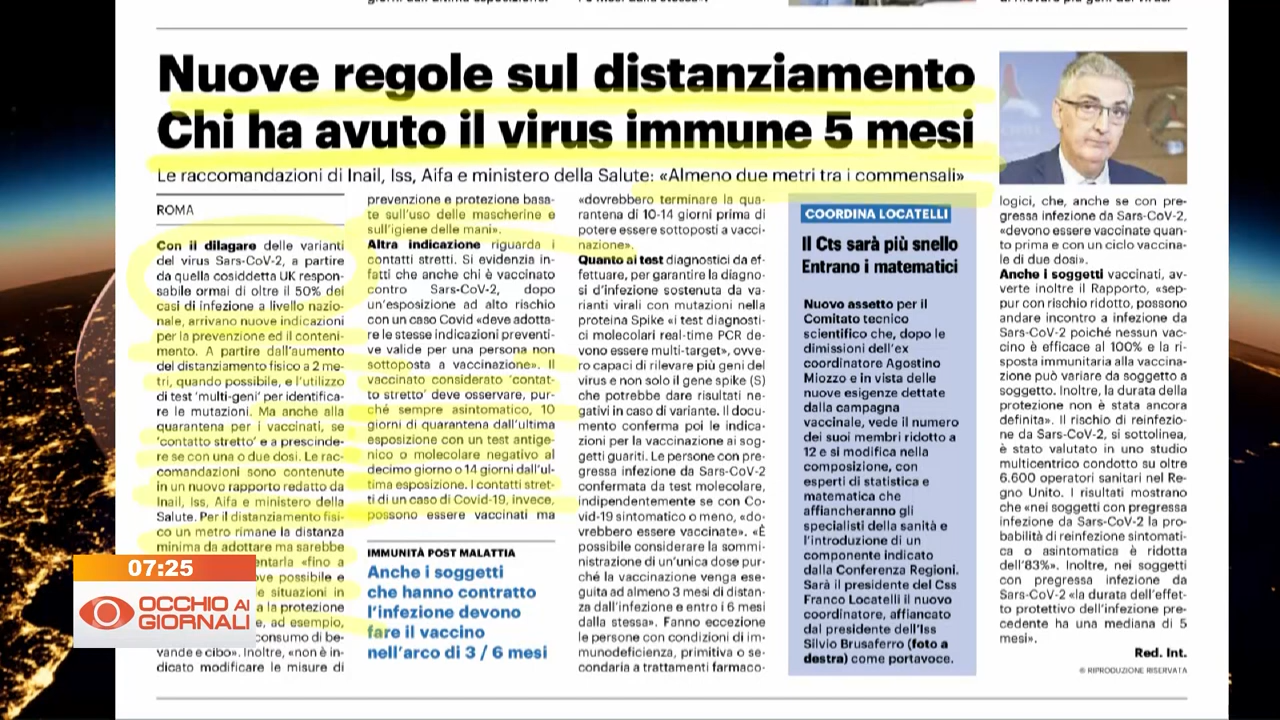 Nuove regole sul distanziamento
Chi ha avuto il virus immune 5 mesi
Le raccomandazioni di Inail, Iss, Aifa e ministero della Salute: «Almeno due metri tra i commensali»
ROMA
Con il dilagare delle varianti
del virus Sars-CoV-2, a partire
da quella cosiddetta UK respon-
sabile ormai di oltre il 50% dei
casi di infezione a livello nazio-
nale, arrivano nuove indicazioni
per la prevenzione ed il conteni-
mento. A partire dall'aumento
del distanziamento fisico a 2 me-
tri, quando possibile, e l'utilizzo
di test 'multi-geni' per identifica-
re le mutazioni. Ma anche alla
quarantena per i vaccinati, se
'contatto stretto' e a prescinde-
re se con una o due dosi. Le rac-
comandazioni sono contenute
in un nuovo rapporto redatto da
Inail, Iss, Aifa e ministero della
Salute. Per il distanziamento fisi-
co un metro rimane la distanza
minima da adottare ma sarebbe
«fino a
possibile e
situazioni in
a la protezione
, ad esempio,
consumo di be-
vande e cibo». Inoltre, «non è in-
dicato modificare le misure di
prevenzione e protezione basa-
te sull'uso delle mascherine e
sull'igiene delle mani».
Altra indicazione riguarda i
contatti stretti. Si evidenzia in-
fatti che anche chi è vaccinato
contro Sars-CoV-2, dopo
un'esposizione ad alto rischio
con un caso Covid «deve adotta-
re le stesse indicazioni preventi-
ve valide per una persona non
sottoposta a vaccinazione». Il
vaccinato considerato 'contat-
to stretto' deve osservare, pur-
ché sempre asintomatico, 10
giorni di quarantena dall'ultima
esposizione con un test antige-
nico o molecolare negativo al
decimo giorno o 14 giorni dall'ul-
tima esposizione. I contatti stret-
ti di un caso di Covid-19, invece,
possono essere vaccinati ma
IMMUNITÀ POST MALATTIA
Anche i soggetti
che hanno contratto
l'infezione devono
fare il vaccino
nell'arco di 3 / 6 mesi
«dovrebbero terminare la qua-
rantena di 10-14 giorni prima di
potere essere sottoposti a vacci-
nazione».
Quanto ai test diagnostici da ef-
fettuare, per garantire la diagno-
si d'infezione sostenuta da va-
rianti virali con mutazioni nella
proteina Spike «i test diagnosti-
ci molecolari real-time PCR de-
vono essere multi-target», ovve-
ro capaci di rilevare più geni del
virus e non solo il gene spike (S)
che potrebbe dare risultati ne-
gativi in caso di variante. Il docu-
mento conferma poi le indica-
zioni per la vaccinazione ai sog-
getti guariti. Le persone con pre-
gressa infezione da Sars-CoV-2
confermata da test molecolare,
indipendentemente se con Co-
vid-19 sintomatico o meno, «do-
vrebbero essere vaccinate». «È
possibile considerare la sommi-
nistrazione di un'unica dose pur-
ché la vaccinazione venga ese-
guita ad almeno 3 mesi di distan-
za dall'infezione e entro i 6 mesi
dalla stessa». Fanno eccezione
le persone con condizioni di im-
munodeficienza, primitiva o se-
condaria a trattamenti farmaco-
COORDINA LOCATELLI
Il Cts sarà più snello
Entrano i matematici
Nuovo assetto per il
Comitato tecnico
scientifico che, dopo le
dimissioni dell'ex
coordinatore Agostino
Miozzo e in vista delle
nuove esigenze dettate
dalla campagna
vaccinale, vede il numero
dei suoi membri ridotto a
12 e si modifica nella
composizione, con
esperti di statistica e
matematica che
affiancheranno gli
specialisti della sanità e
l'introduzione di un
componente indicato
dalla Conferenza Regioni.
Sarà il presidente del Css
Franco Locatelli il nuovo
coordinatore, affiancato
dal presidente dell'Iss
Silvio Brusaferro (foto a
destra) come portavoce.
logici, che, anche se con pre-
gressa infezione da Sars-CoV-2,
«devono essere vaccinate quan-
to prima e con un ciclo vaccina-
le di due dosi».
Anche i soggetti vaccinati, av-
verte inoltre il Rapporto, «sep-
pur con rischio ridotto, possono
andare incontro a infezione da
Sars-CoV-2 poiché nessun vac-
cino è efficace al 100% e la ri-
sposta immunitaria alla vaccina-
zione può variare da soggetto a
soggetto. Inoltre, la durata della
protezione non è stata ancora
definita». Il rischio di reinfezio-
ne da Sars-CoV-2, si sottolinea,
è stato valutato in uno studio
multicentrico condotto su oltre
6.600 operatori sanitari nel Re-
gno Unito. I risultati mostrano
che «nei soggetti con pregressa
infezione da Sars-CoV-2 la pro-
babilità di reinfezione sintomati-
ca o asintomatica è ridotta
dell'83%». Inoltre, nei soggetti
con pregressa infezione da
Sars-CoV-2 «la durata dell'effet-
to protettivo dell'infezione pre-
cedente ha una mediana di 5
mesi».
Red. Int.
© RIPRODUZIONE RISERVATA
07:25
OCCHIO AI
GIORNALI